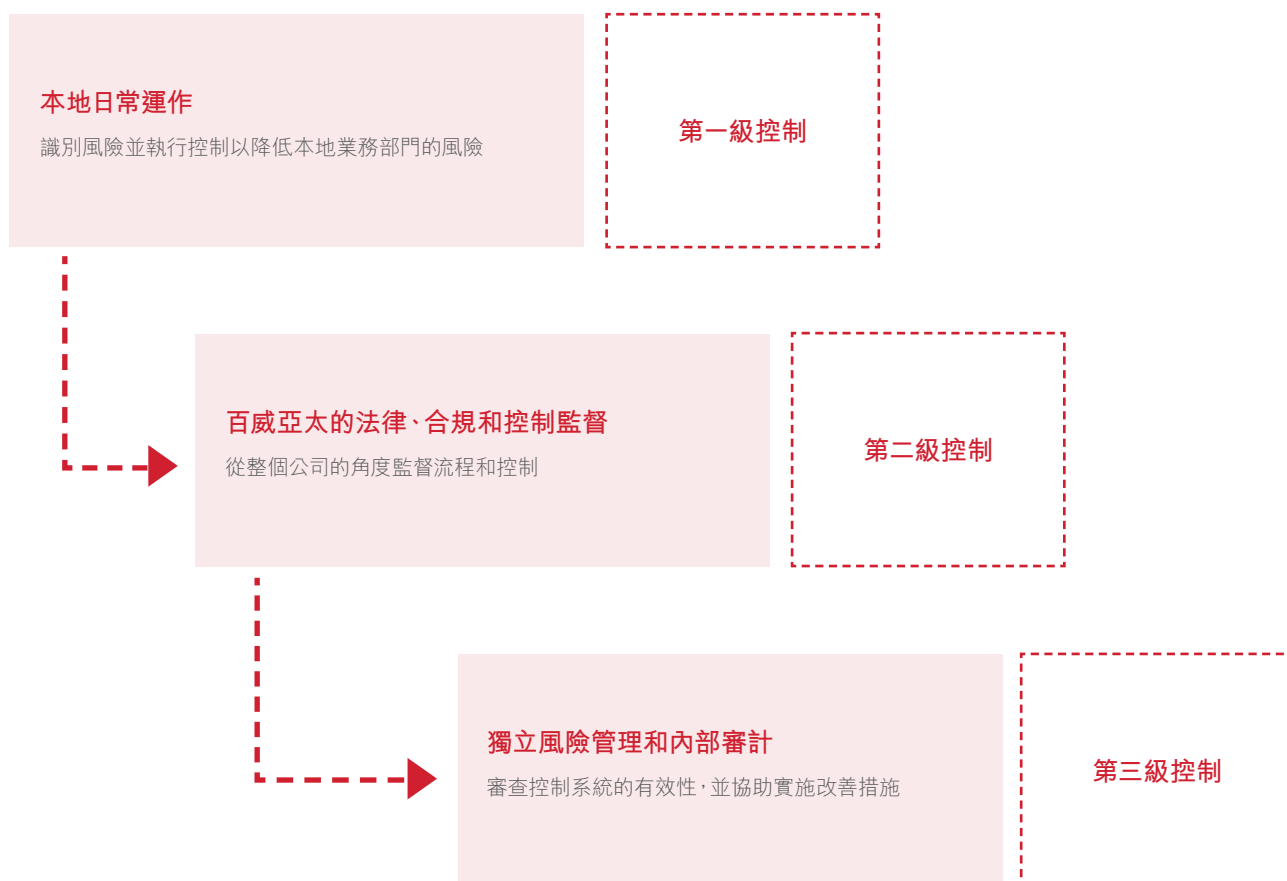 本地日常運作
識別風險並執行控制以降低本地業務部門的風險
第一級控制
百威亞太的法律、合規和控制監督
從整個公司的角度監督流程和控制
第二級控制
獨立風險管理和內部審計
審查控制系統的有效性，並協助實施改善措施
第三級控制